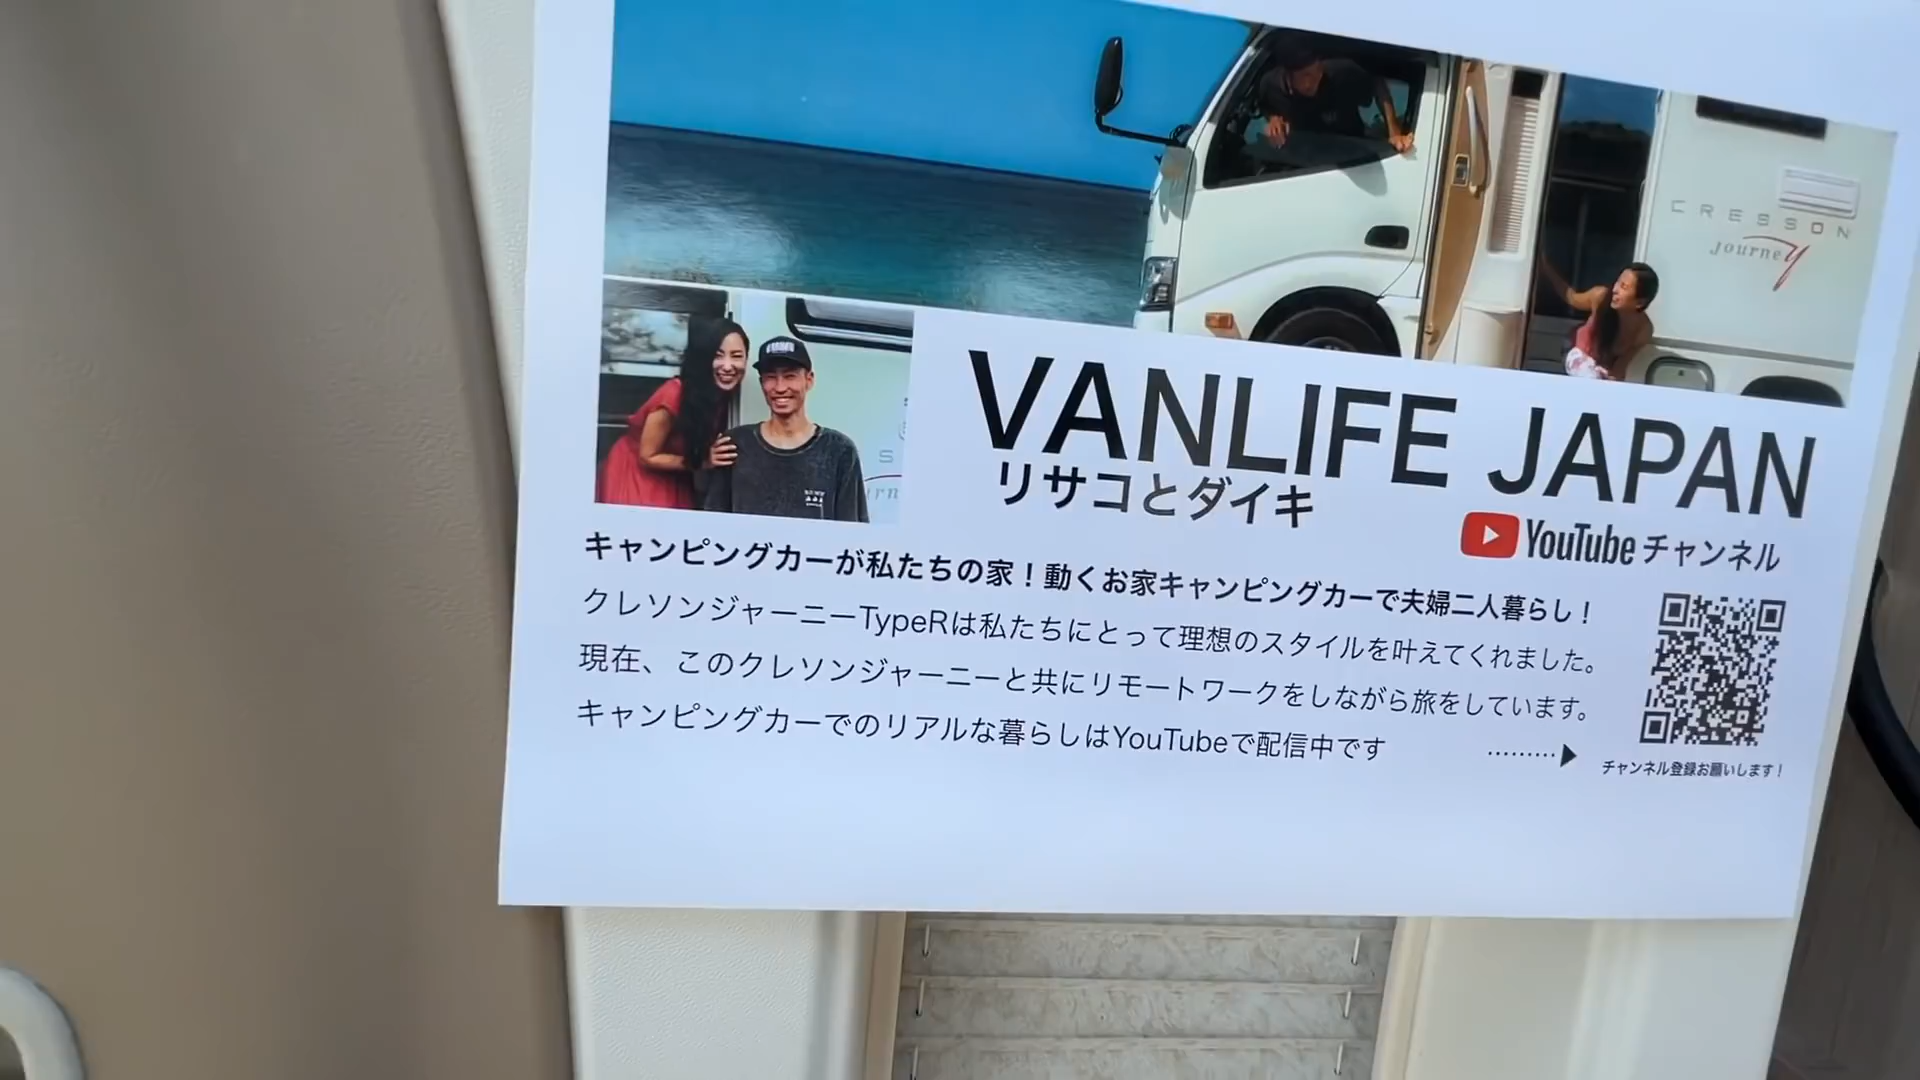 CRESSON
Journey
VANLIFE JAPAN
リサコとダイキ
YouTube チャンネル
キャンピングカーが私たちの家！動くお家キャンピングカーで夫婦二人暮らし！
クレソンジャーニーTypeRは私たちにとって理想のスタイルを叶えてくれました。
現在、このクレソンジャーニーと共にリモートワークをしながら旅をしています。
キャンピングカーでのリアルな暮らしはYouTubeで配信中です
チャンネル登録お願いします！